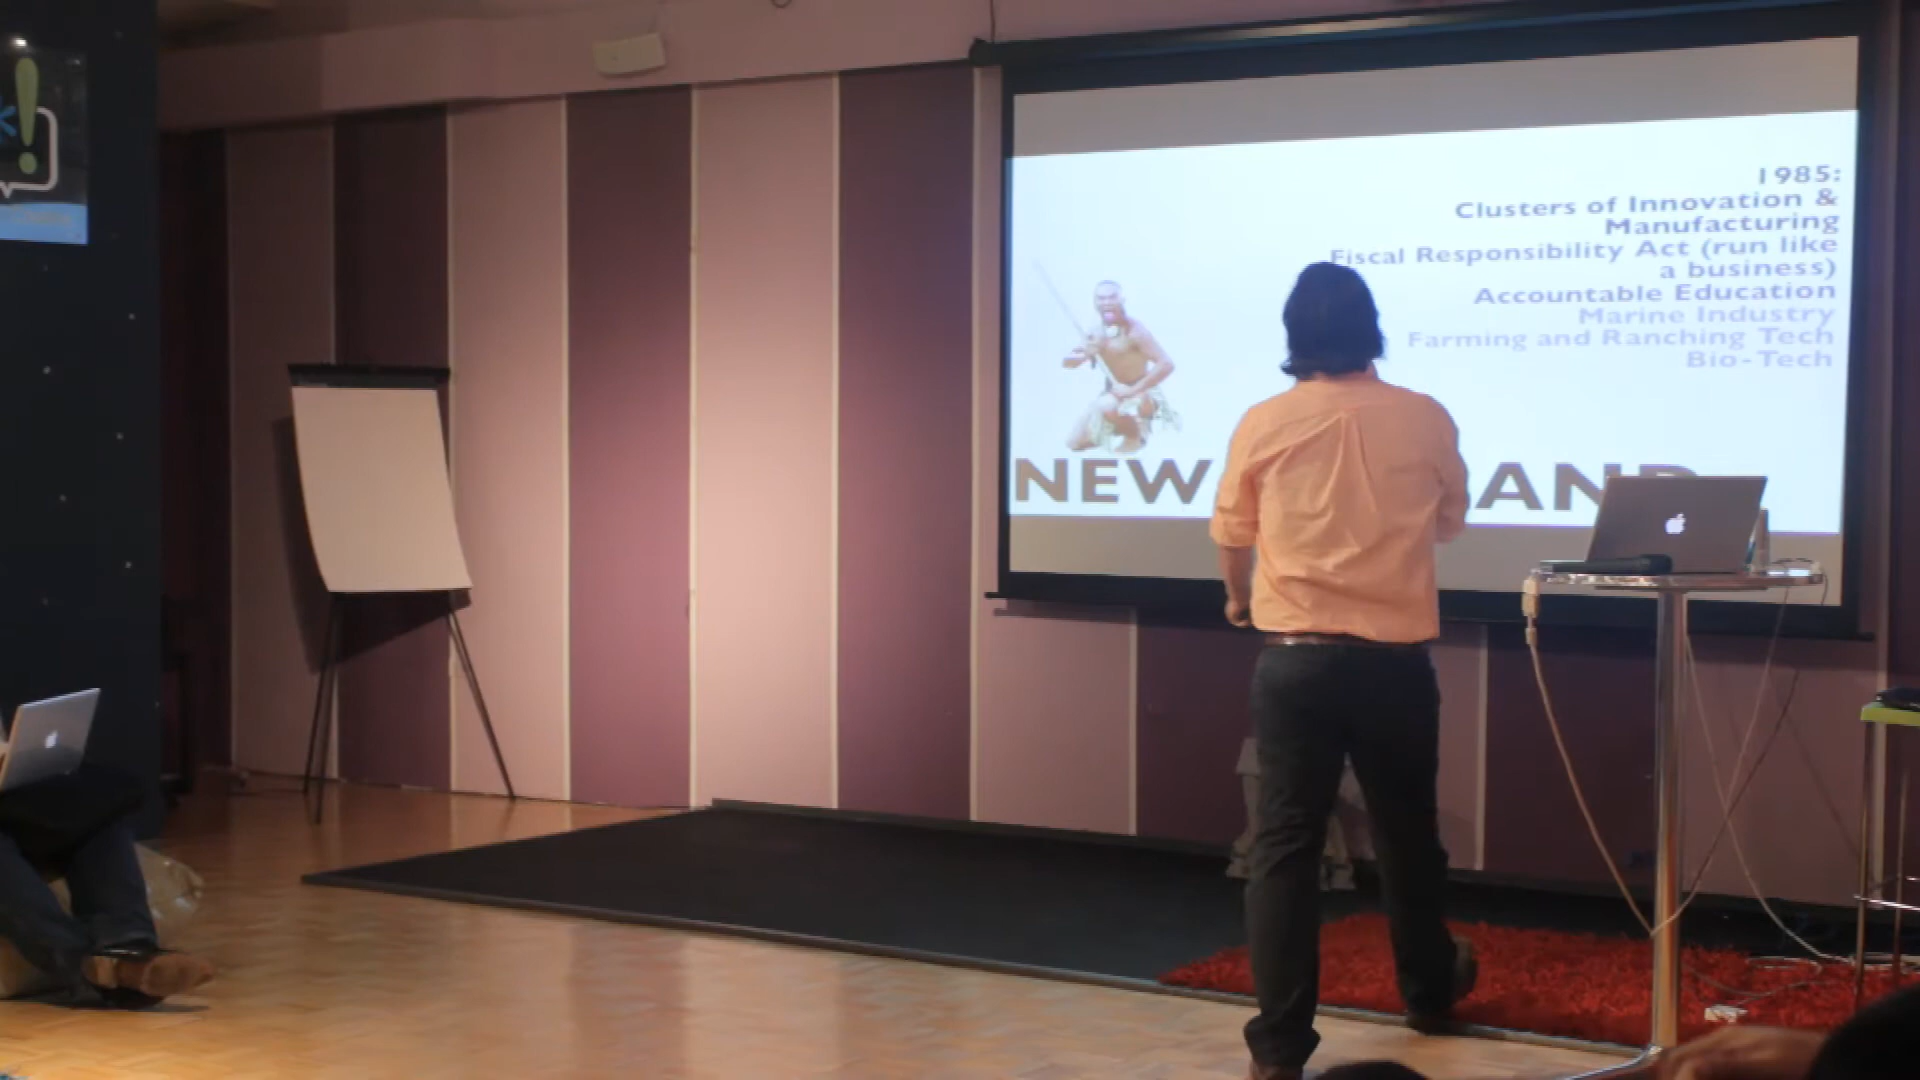 1985:
Clusters of Innovation &
Manufacturing
Fiscal Responsibility Act (run like
a business)
Accountable Education
Marine Industry
Farming and Ranching Tech
Bio-Tech
NEW